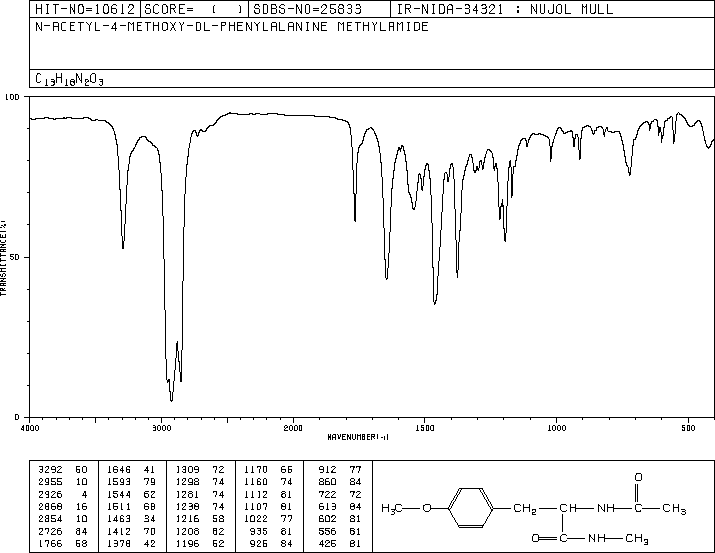 HIT-NO=10612 SCORE= ( ) SDBS-NO=25833 IR-NIDA-34321 : NUJOL MULL
N-ACETYL-4-METHOXY-DL-PHENYLALANINE METHYLAMIDE
C13H18N2O3
100
50
0
TRANSMITTANCE(%)
4000 3000 2000 1500 1000 500
WAVENUMBER(-1)
3292 50 1646 41 1309 72 1170 66 912 77
2955 10 1593 79 1298 74 1160 74 860 84
2926 4 1544 62 1281 74 1112 81 722 72
2868 16 1511 68 1238 74 1107 81 613 84
2854 10 1463 34 1216 58 1022 77 602 81
2726 84 1412 70 1208 62 935 81 556 81
1766 58 1378 42 1196 52 926 84 426 81
O
H3C O CH2 NH CH3
O NH CH3